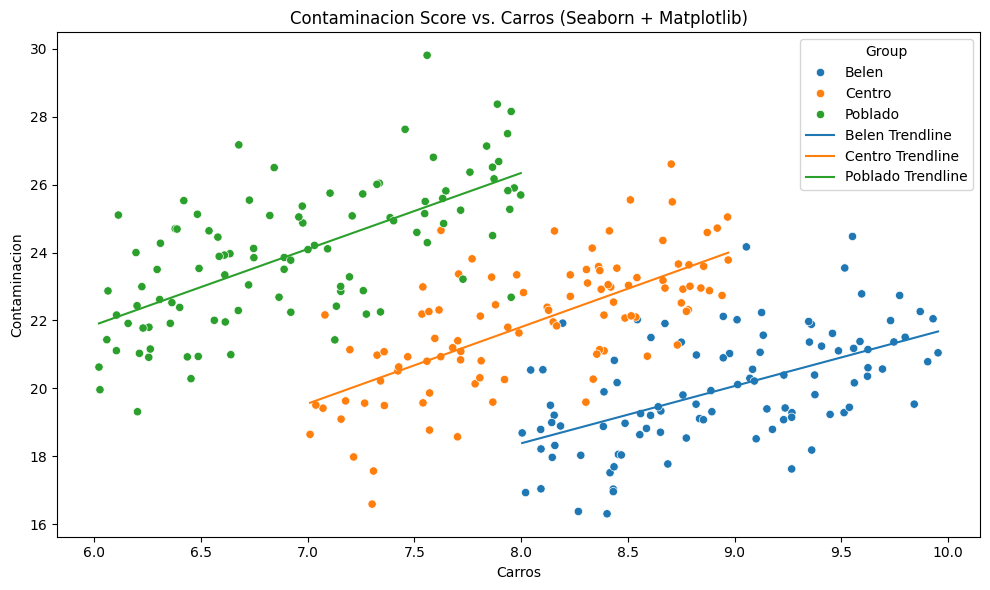 Contaminacion Score vs. Carros (Seaborn + Matplotlib)
Contaminacion
30
28
26
24
22
20
18
16
Group
Belen
Centro
Poblado
Belen Trendline
Centro Trendline
Poblado Trendline
6.0 6.5 7.0 7.5 8.0 8.5 9.0 9.5 10.0
Carros